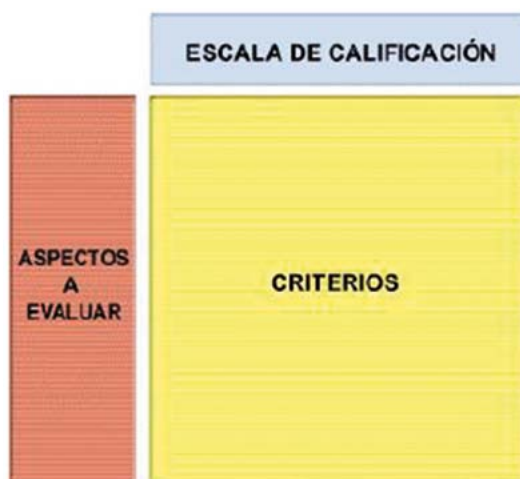 ESCALA DE CALIFICACIÓN
ASPECTOS
A
EVALUAR
CRITERIOS